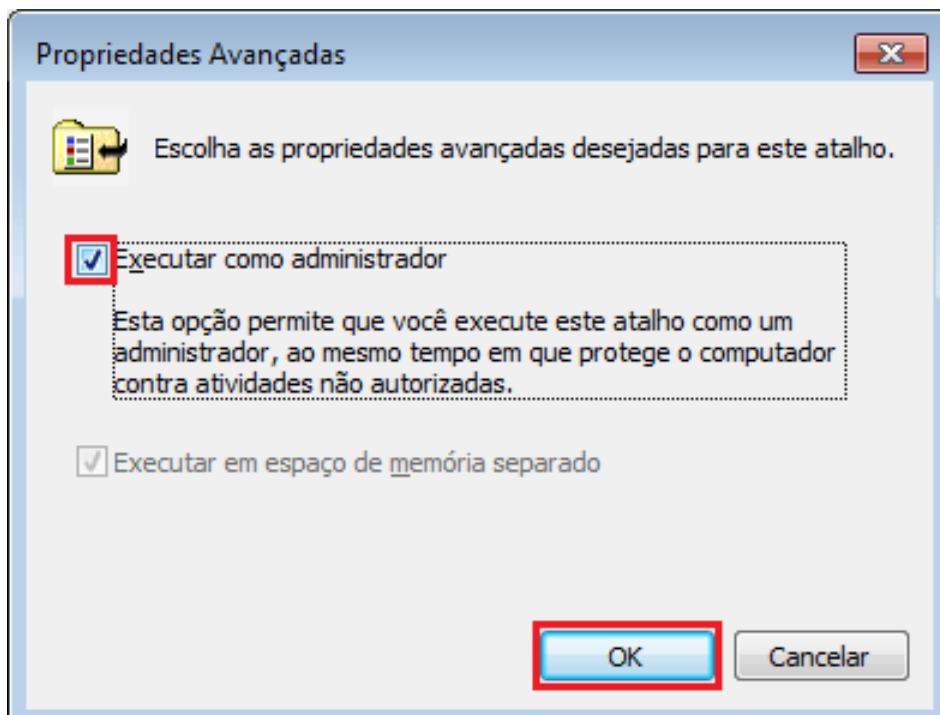 Propriedades Avançadas
Escolha as propriedades avançadas desejadas para este atalho.
Executar como administrador
Esta opção permite que você execute este atalho como um
administrador, ao mesmo tempo em que protege o computador
contra atividades não autorizadas.
Executar em espaço de memória separado
OK
Cancelar